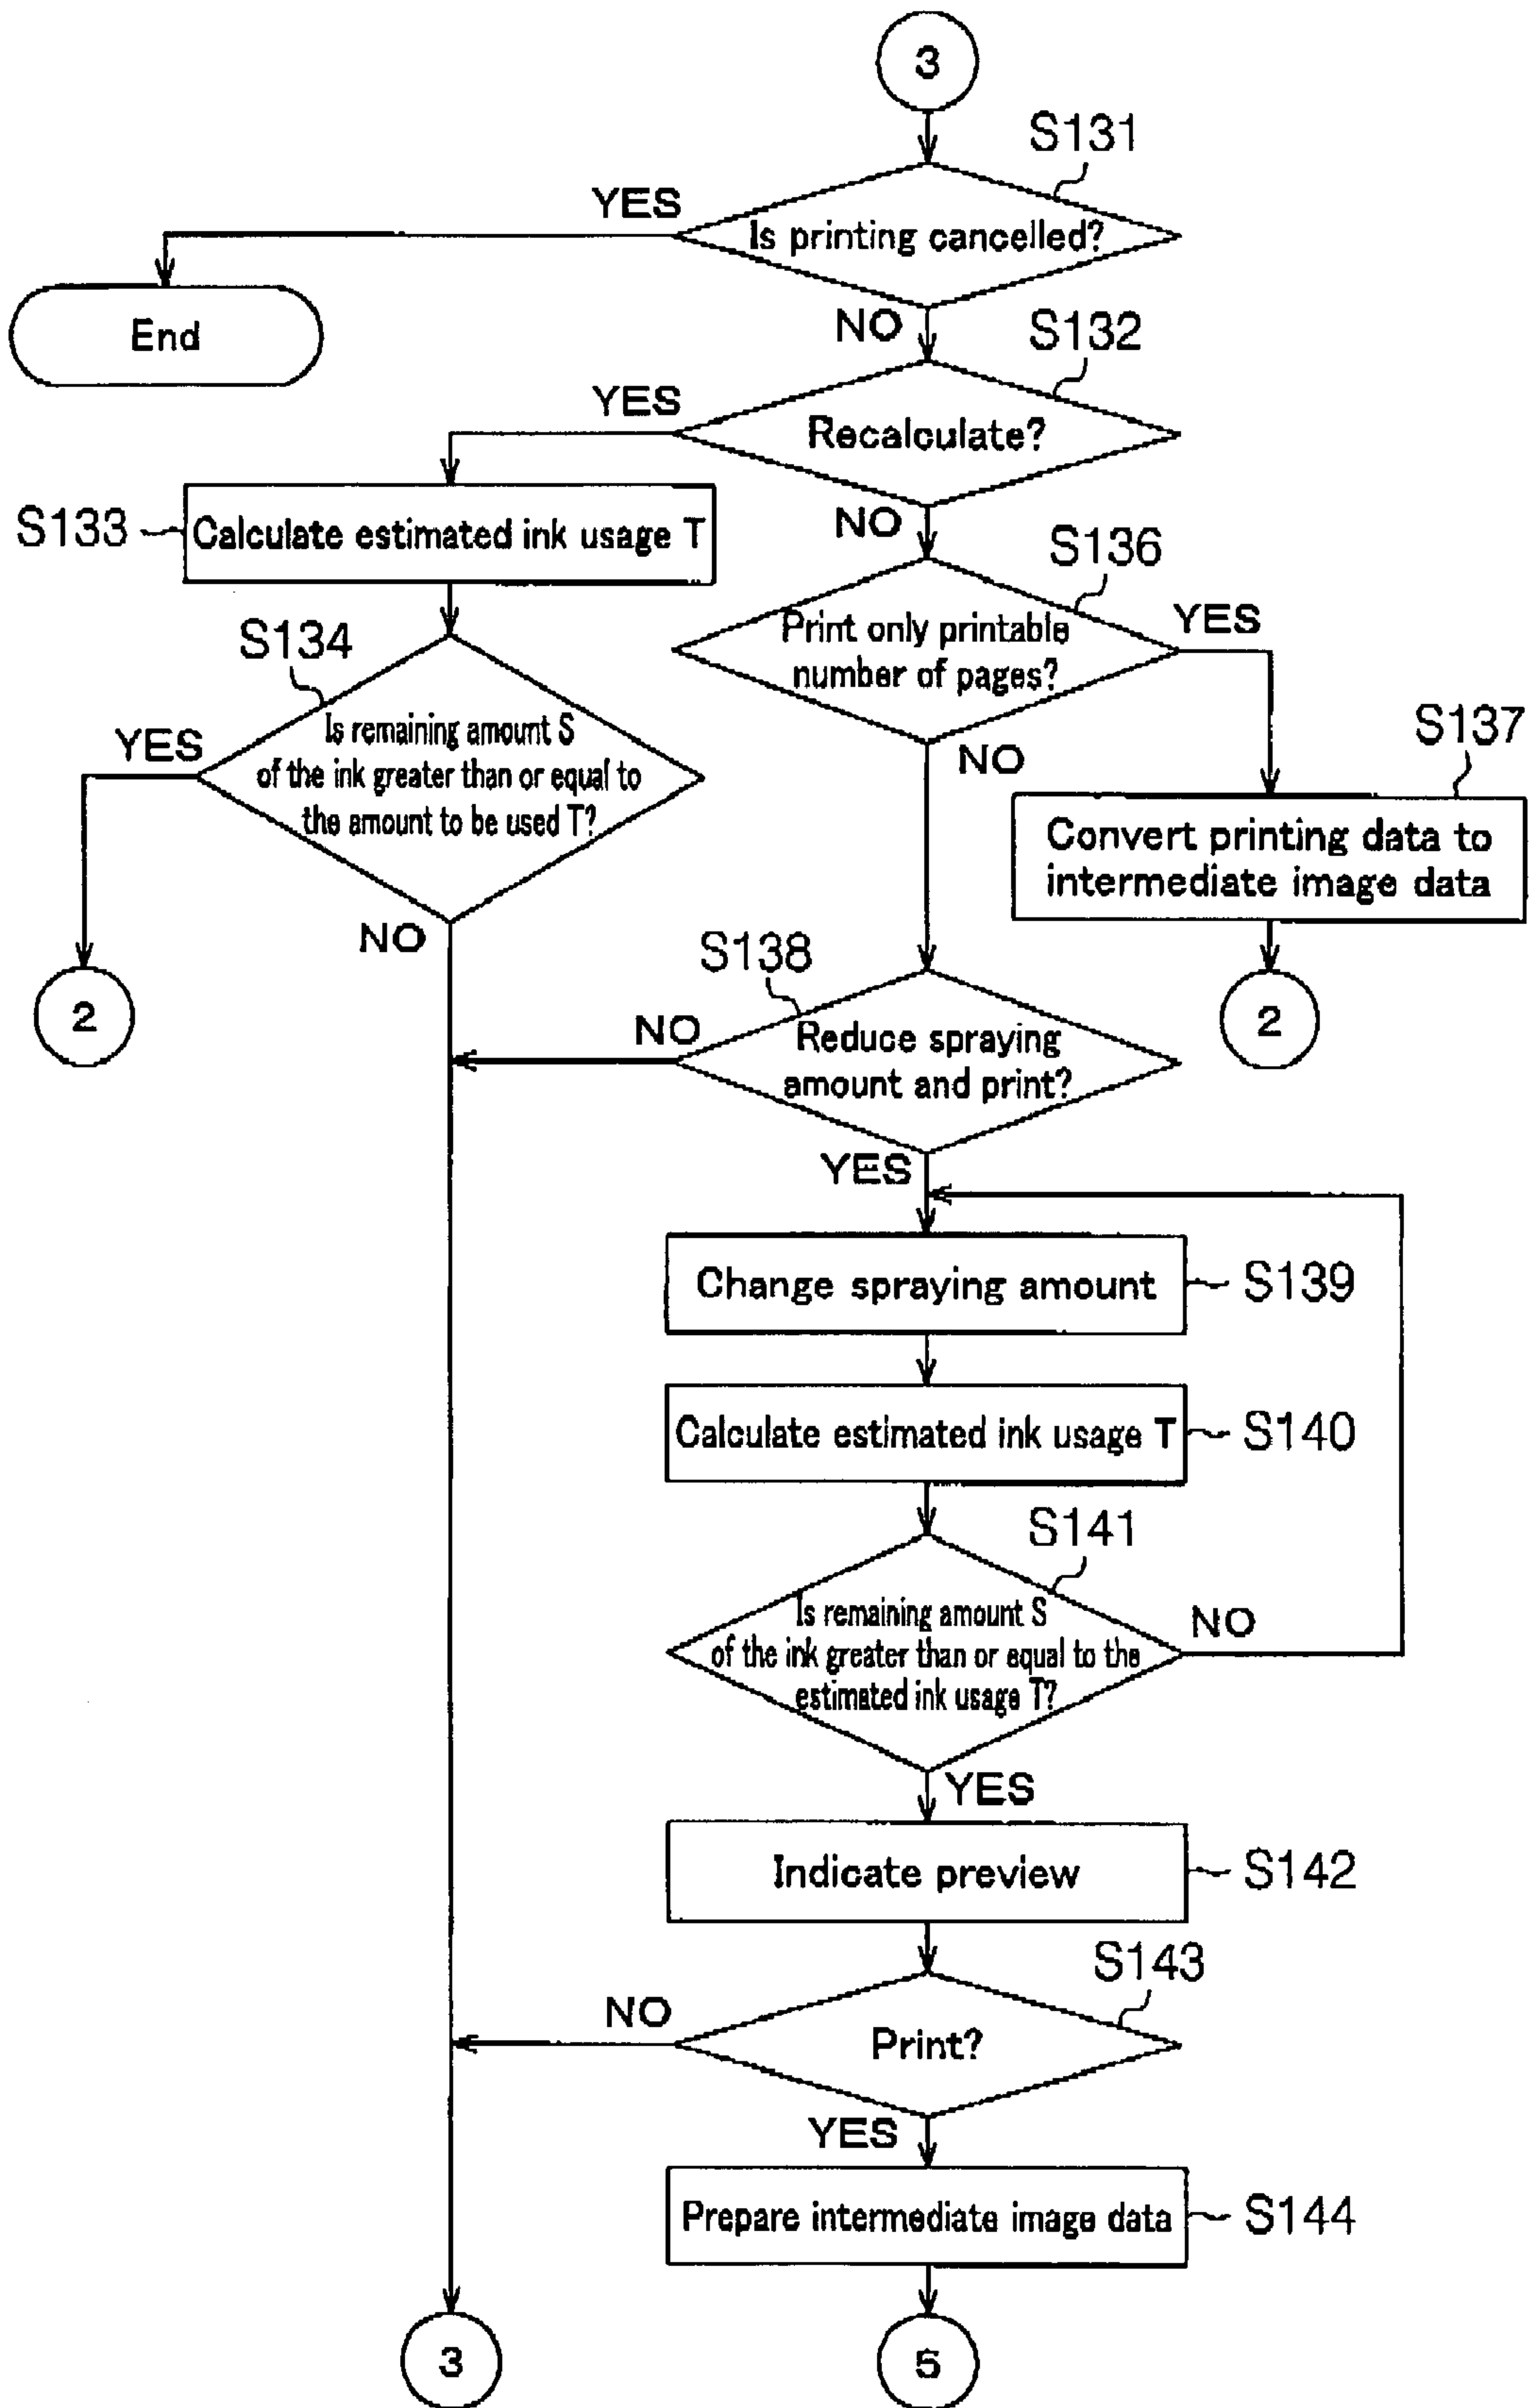 3
S131
YES
Is printing cancelled?
End
NO
S132
YES
Recalculate?
S133
Calculate estimated ink usage T
NO
S136
Print only printable
number of pages?
YES
S134
Is remaining amount S
of the ink greater than or equal to
the amount to be used T?
YES
NO
S137
Convert printing data to
intermediate image data
NO
2
2
S138
NO
Reduce spraying
amount and print?
YES
Change spraying amount
S139
Calculate estimated ink usage T
S140
S141
Is remaining amount S
of the ink greater than or equal to the
estimated ink usage T?
NO
YES
Indicate preview
S142
S143
NO
Print?
YES
Prepare intermediate image data
S144
3
5